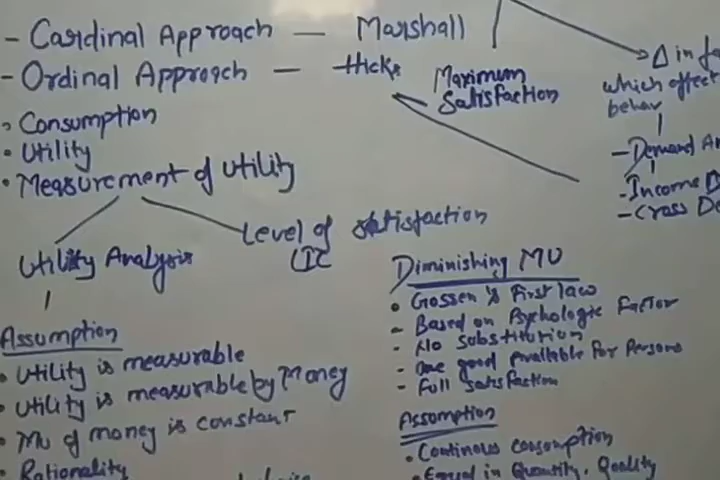 - Cardinal Approach — Marshall
- Ordinal Approach — Hicks
Maximum
Satisfaction
Δ in
which effect
behav
- Demand
- Income
- Cross
• Consumption
• Utility
• Measurement of Utility
Utility Analysis
Level of Satisfaction
IC
Assumption
• Utility is measurable
• Utility is measurable by Money
• Mu of money is constant
• Rationality
Diminishing MU
• Gossen's First law
- Based on Psychologic Factor
- No substitution
- One good Available For Persons
- Full Satisfaction
Assumption
• Continous consumption
• Equal in Quantity, Quality